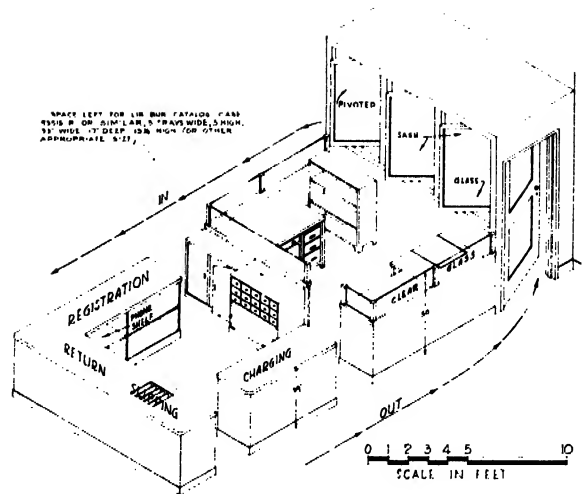 SPACE LEFT FOR LIB BUR CATALOG CASE
OR SIMILAR, 5 TRAYS WIDE, 5 HIGH,
33" WIDE 17" DEEP HIGH (OR OTHER
APPROPRIATE
PIVOTED
SASH
GLASS
IN
REGISTRATION
PHONE
SHELF
RETURN
SLIPPING
CHARGING
CLEAR
GLASS
OUT
0 1 2 3 4 5 10
SCALE IN FEET